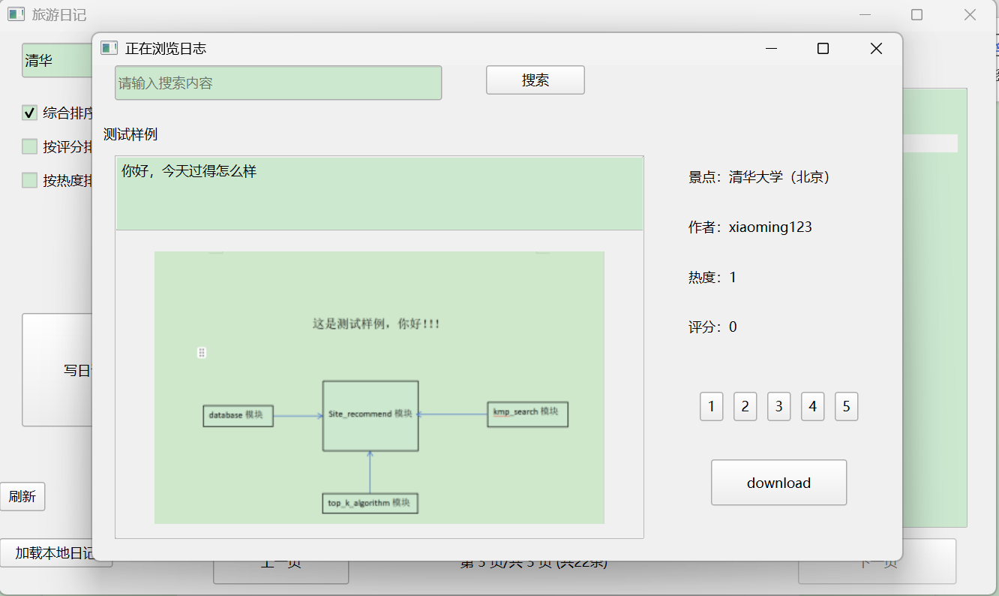 旅游日记
清华
综合排序
按评分排
按热度排
写日
刷新
加载本地日记
正在浏览日志
请输入搜索内容
搜索
测试样例
你好，今天过得怎么样
这是测试样例，你好!!!
database 模块
Site_recommend 模块
kmp_search 模块
top_k_algorithm 模块
景点：清华大学（北京）
作者：xiaoming123
热度：1
评分：0
1 2 3 4 5
download
上一页
第 3 页/共 3 页 (共22条)
下一页